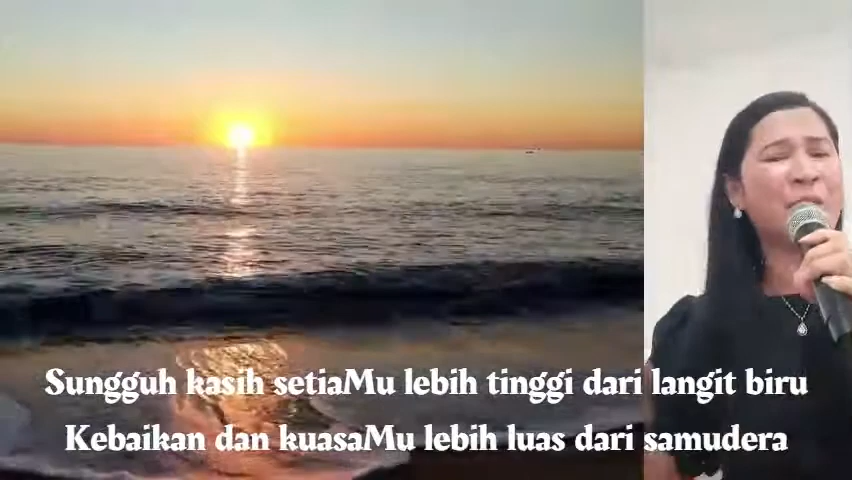 Sungguh kasih setiaMu lebih tinggi dari langit biru
Kebaikan dan kuasaMu lebih luas dari samudera